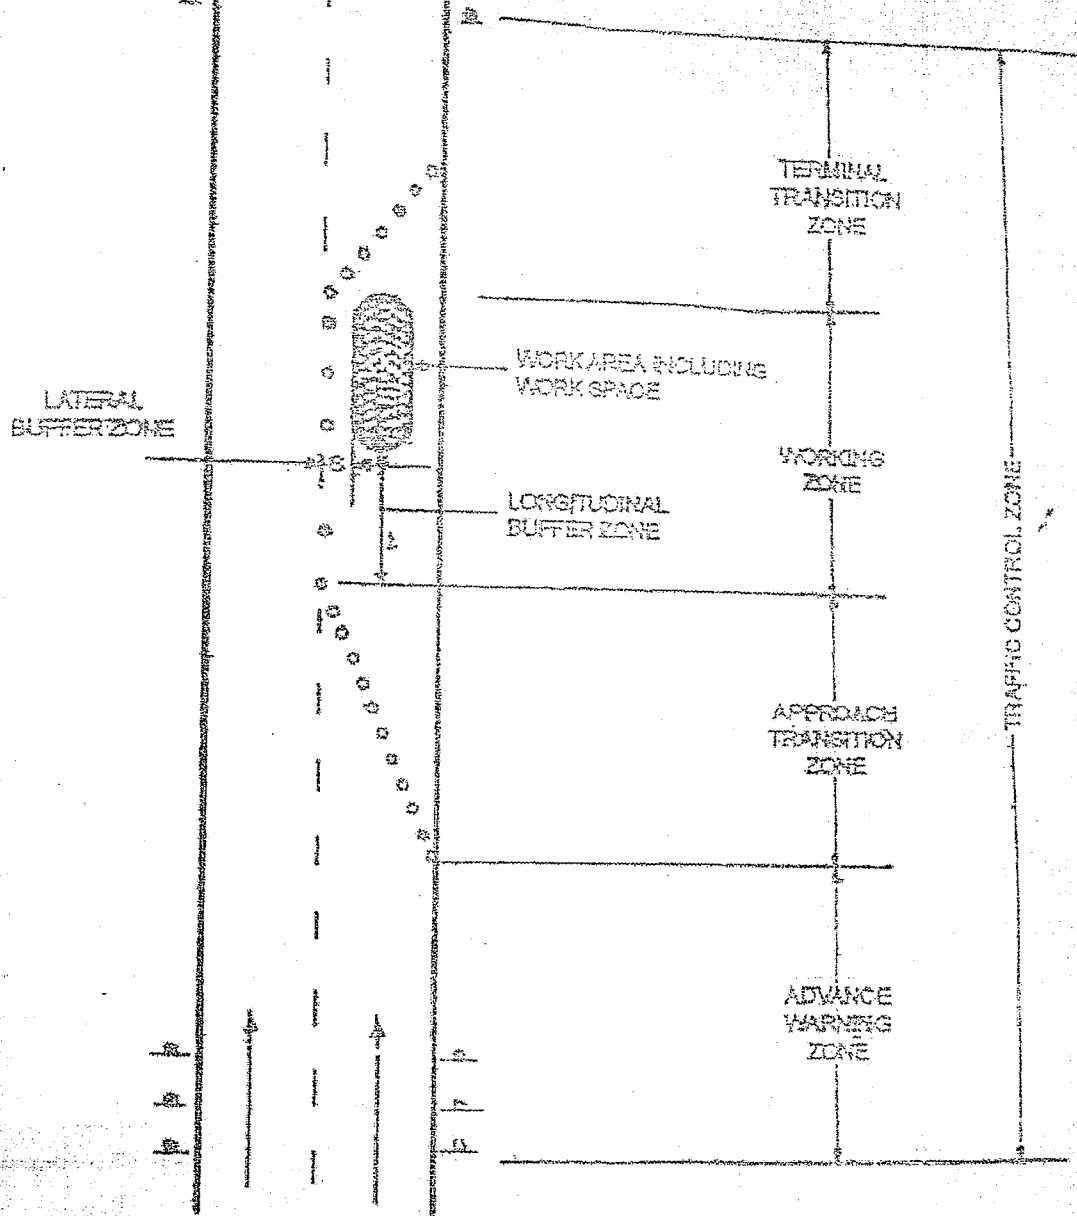 TERMINAL
TRANSITION
ZONE
WORK AREA INCLUDING
WORK SPACE
LATERAL
BUFFER ZONE
WORKING
ZONE
LONGITUDINAL
BUFFER ZONE
TRAFFIC CONTROL ZONE
APPROACH
TRANSITION
ZONE
ADVANCE
WARNING
ZONE